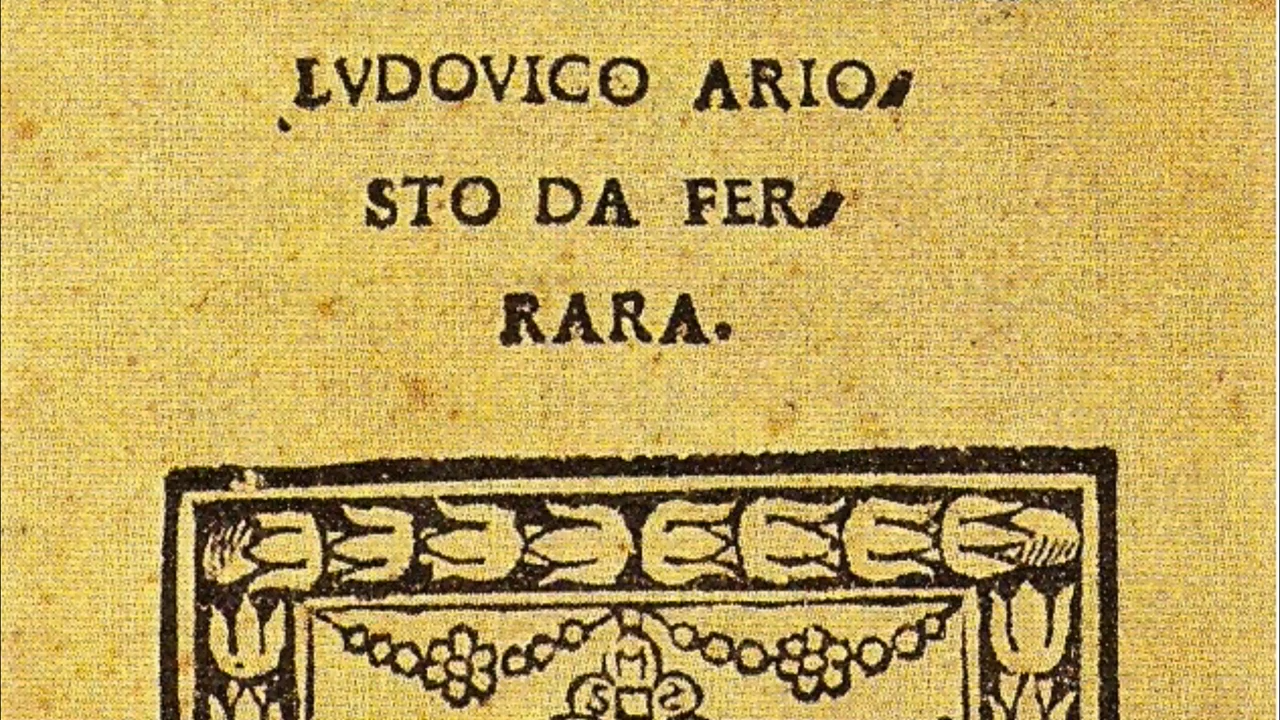 LVDOVICO ARIO-
STO DA FER-
RARA.
M
S